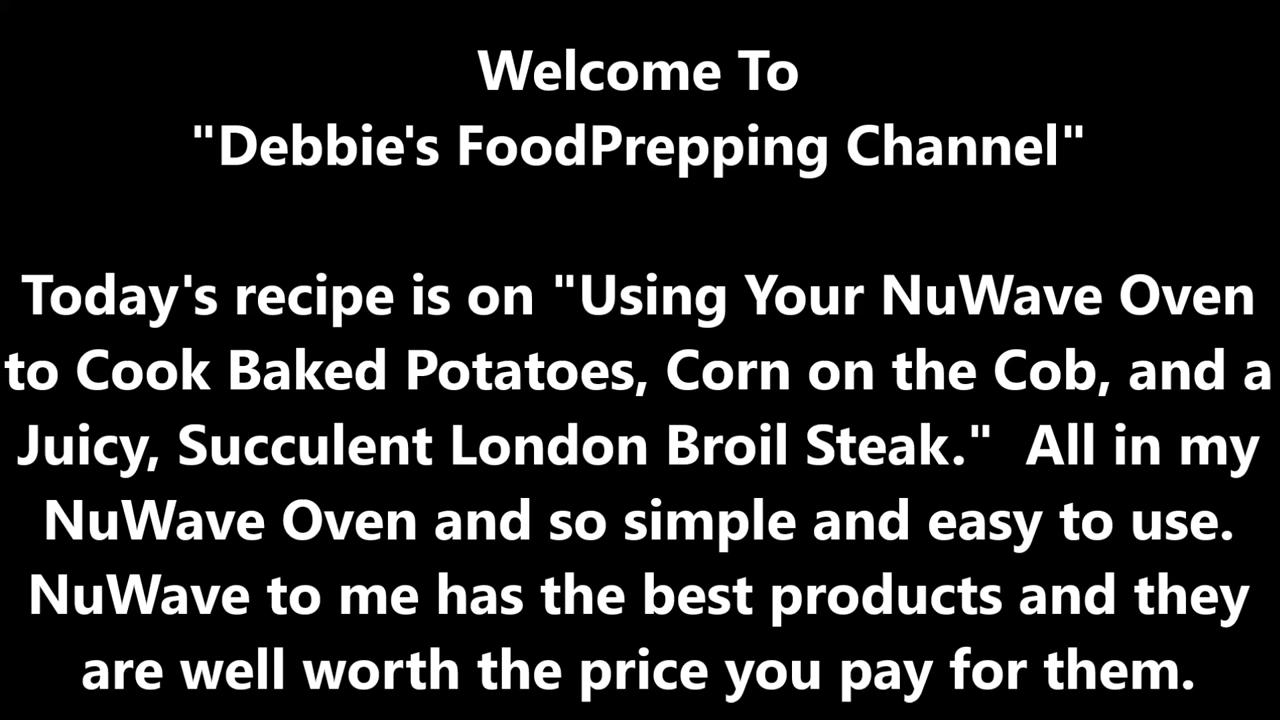 Welcome To
"Debbie's FoodPrepping Channel"
Today's recipe is on "Using Your NuWave Oven
to Cook Baked Potatoes, Corn on the Cob, and a
Juicy, Succulent London Broil Steak."  All in my
NuWave Oven and so simple and easy to use.
NuWave to me has the best products and they
are well worth the price you pay for them.